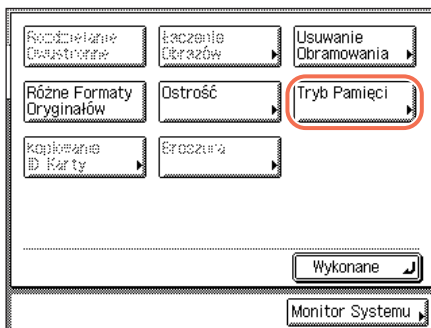 Rozdzielanie
Dwustronne
Łączenie
Obrazów
Usuwanie
Obramowania
Różne Formaty
Oryginałów
Ostrość
Tryb Pamięci
Kopiowanie
ID Karty
Broszura
Wykonane
Monitor Systemu